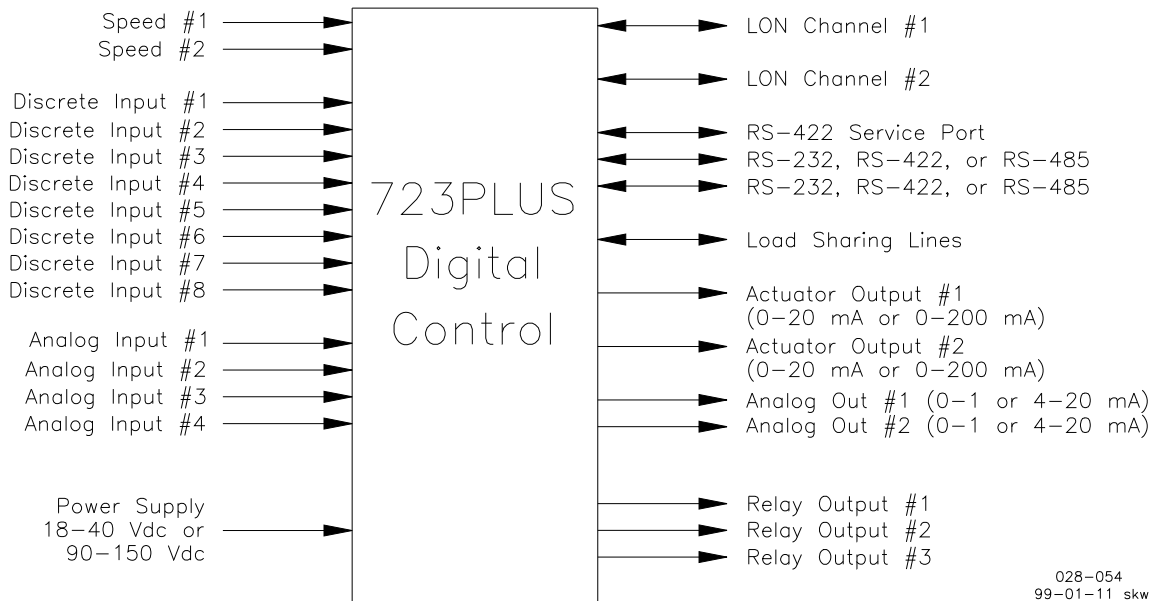 Speed #1
Speed #2
Discrete Input #1
Discrete Input #2
Discrete Input #3
Discrete Input #4
Discrete Input #5
Discrete Input #6
Discrete Input #7
Discrete Input #8
Analog Input #1
Analog Input #2
Analog Input #3
Analog Input #4
Power Supply
18-40 Vdc or
90-150 Vdc
723PLUS
Digital
Control
LON Channel #1
LON Channel #2
RS-422 Service Port
RS-232, RS-422, or RS-485
RS-232, RS-422, or RS-485
Load Sharing Lines
Actuator Output #1
(0-20 mA or 0-200 mA)
Actuator Output #2
(0-20 mA or 0-200 mA)
Analog Out #1 (0-1 or 4-20 mA)
Analog Out #2 (0-1 or 4-20 mA)
Relay Output #1
Relay Output #2
Relay Output #3
028-054
99-01-11 skw